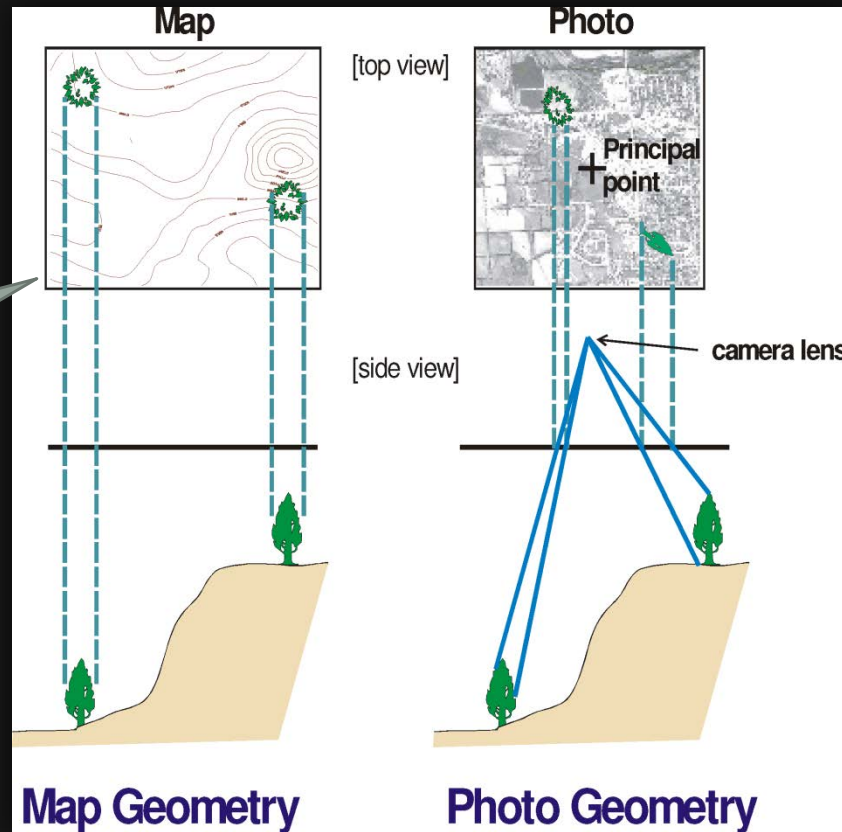 Map
Photo
[top view]
Principal
point
camera lens
[side view]
Map Geometry
Photo Geometry